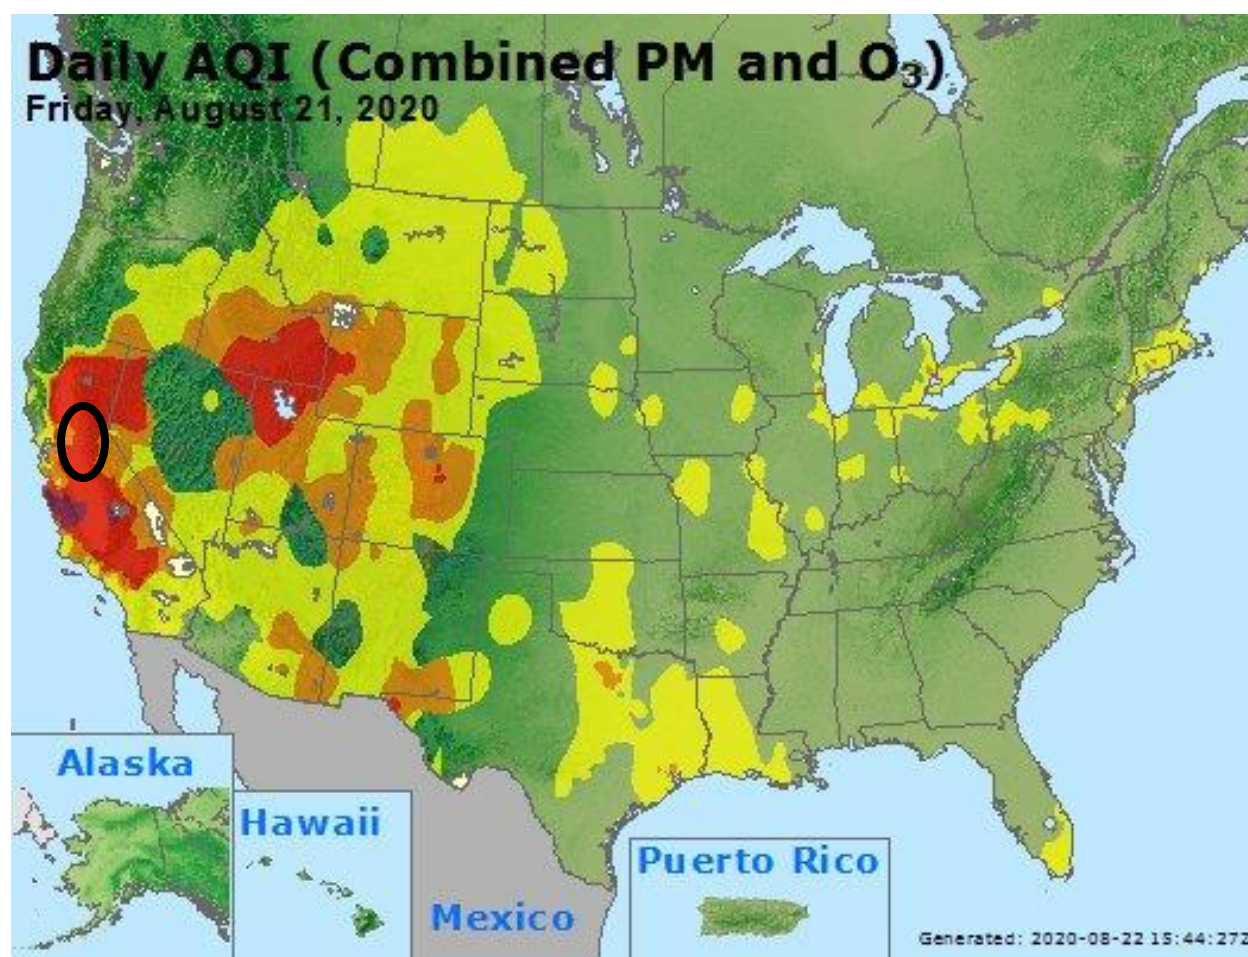 Daily AQI (Combined PM and O₃)
Friday, August 21, 2020
Alaska
Hawaii
Puerto Rico
Mexico
Generated: 2020-08-22 15:44:27Z